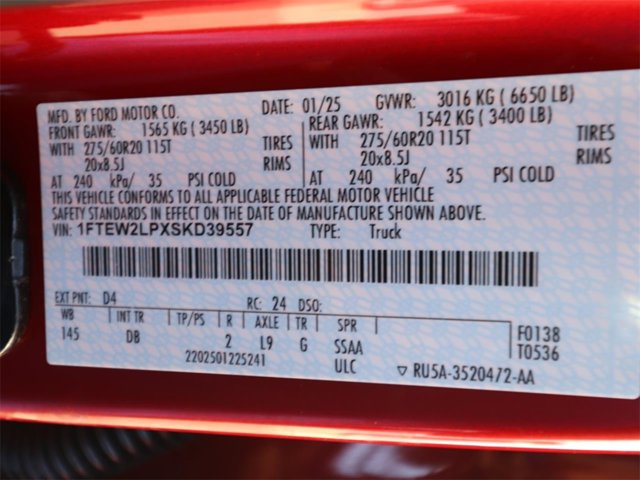 MFD. BY FORD MOTOR CO. DATE: 01/25 GVWR: 3016 KG ( 6650 LB)
FRONT GAWR: 1565 KG ( 3450 LB) REAR GAWR: 1542 KG ( 3400 LB)
WITH 275/60R20 115T TIRES WITH 275/60R20 115T TIRES
20x8.5J RIMS 20x8.5J RIMS
AT 240 kPa/ 35 PSI COLD AT 240 kPa/ 35 PSI COLD
THIS VEHICLE CONFORMS TO ALL APPLICABLE FEDERAL MOTOR VEHICLE
SAFETY STANDARDS IN EFFECT ON THE DATE OF MANUFACTURE SHOWN ABOVE.
VIN: 1FTEW2LPXSKD39557 TYPE: Truck
EXT PNT: D4 RC: 24 DSO:
WB INT TR TP/PS R AXLE TR SPR F0138
145 DB 2 L9 G SSAA T0536
2202501225241 ULC ▽ RU5A-3520472-AA